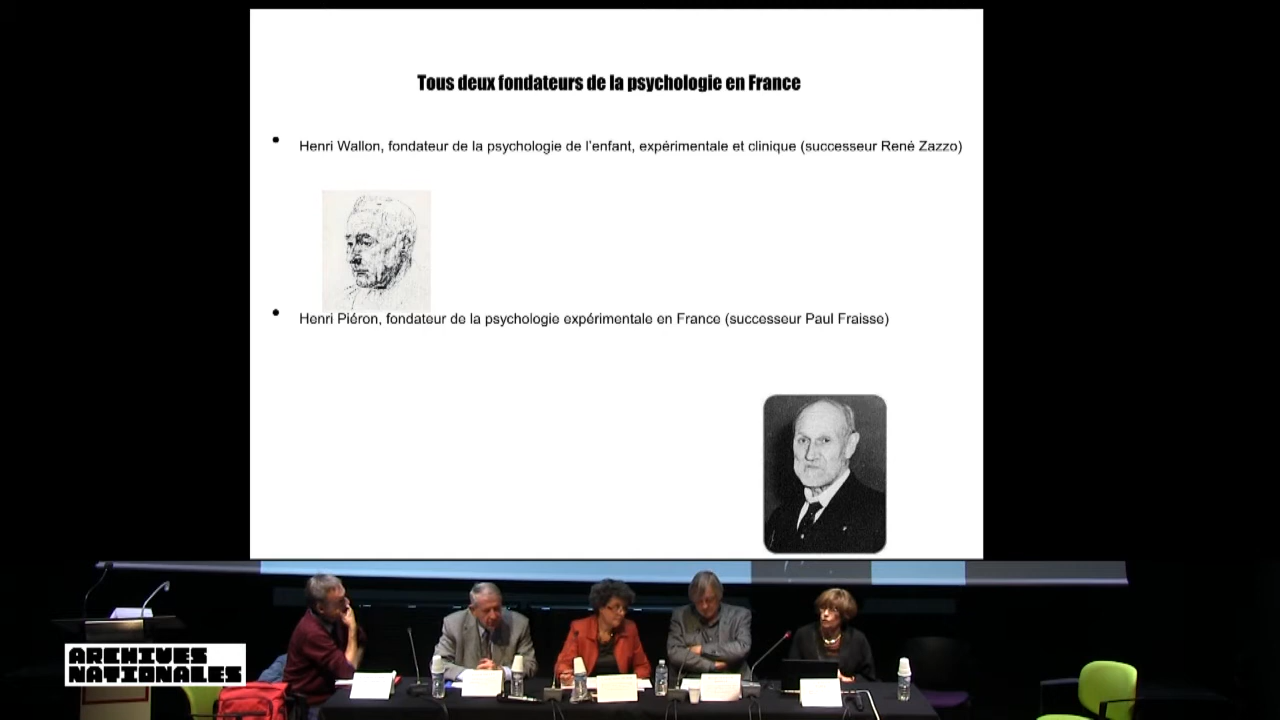 Tous deux fondateurs de la psychologie en France
Henri Wallon, fondateur de la psychologie de l'enfant, expérimentale et clinique (successeur René Zazzo)
Henri Piéron, fondateur de la psychologie expérimentale en France (successeur Paul Fraisse)
ARCHIVES
NATIONALES